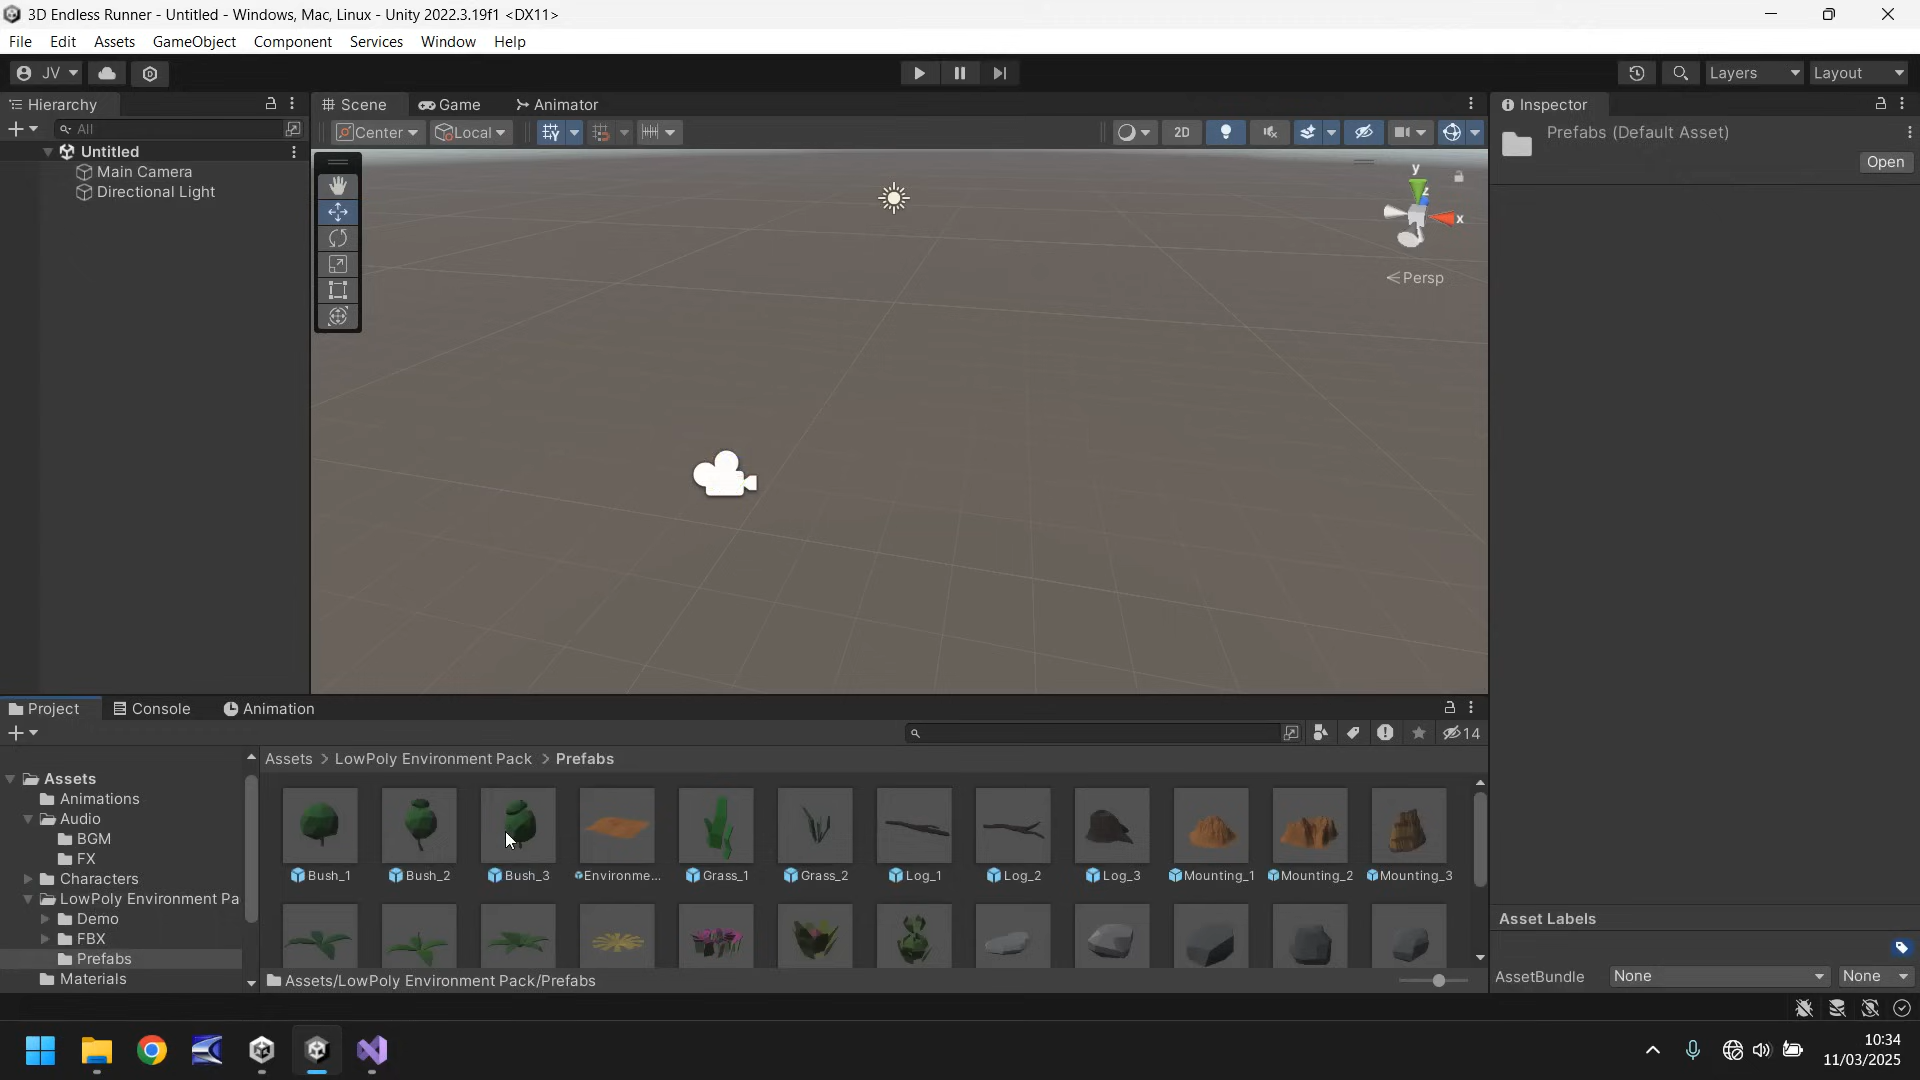 3D Endless Runner - Untitled - Windows, Mac, Linux - Unity 2022.3.19f1 <DX11>
File Edit Assets GameObject Component Services Window Help
JV Layers Layout
Hierarchy Scene Game Animator Inspector
All Center Local 2D Prefabs (Default Asset)
Untitled Open
Main Camera
Directional Light
y
z
x
Persp
Project Console Animation
14
Assets > LowPoly Environment Pack > Prefabs
Assets
Animations
Audio
BGM
FX
Characters
LowPoly Environment Pa
Demo
FBX
Prefabs
Materials
Bush_1 Bush_2 Bush_3 Environme... Grass_1 Grass_2 Log_1 Log_2 Log_3 Mounting_1 Mounting_2 Mounting_3
Assets/LowPoly Environment Pack/Prefabs
Asset Labels
AssetBundle None None
10:34
11/03/2025